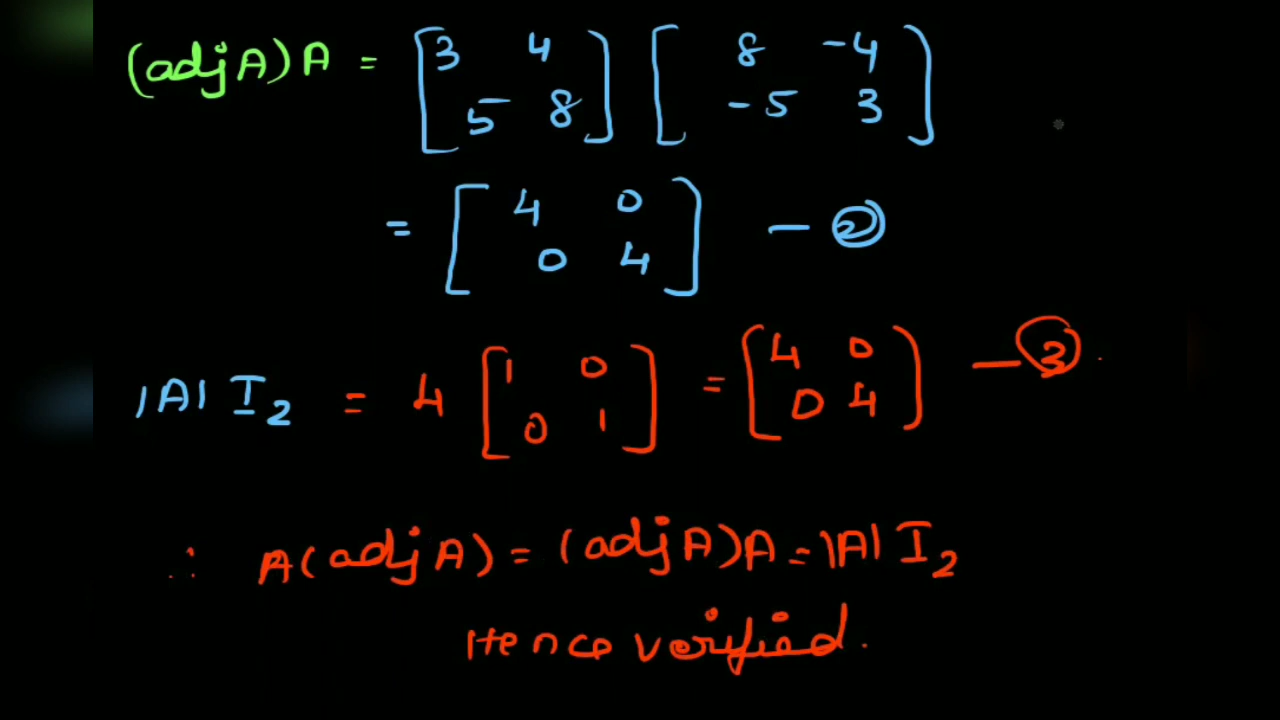 (adj A) A = [3 4 5 8] [8 -4 -5 3]
= [4 0 0 4] — ②
|A| I₂ = 4 [1 0 0 1] = [4 0 0 4] — ③.
∴ A(adj A) = (adj A)A = |A| I₂
Hence verified.